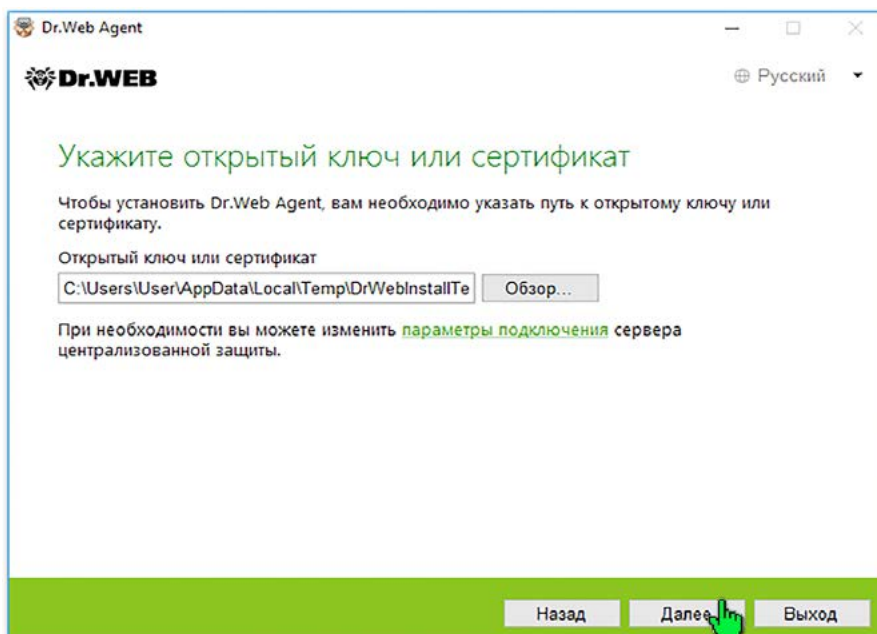 Dr.Web Agent
Dr.WEB
Русский
Укажите открытый ключ или сертификат
Чтобы установить Dr.Web Agent, вам необходимо указать путь к открытому ключу или
сертификату.
Открытый ключ или сертификат
C:\Users\User\AppData\Local\Temp\DrWebInstallTe
Обзор...
При необходимости вы можете изменить параметры подключения сервера
централизованной защиты.
Назад
Далее
Выход